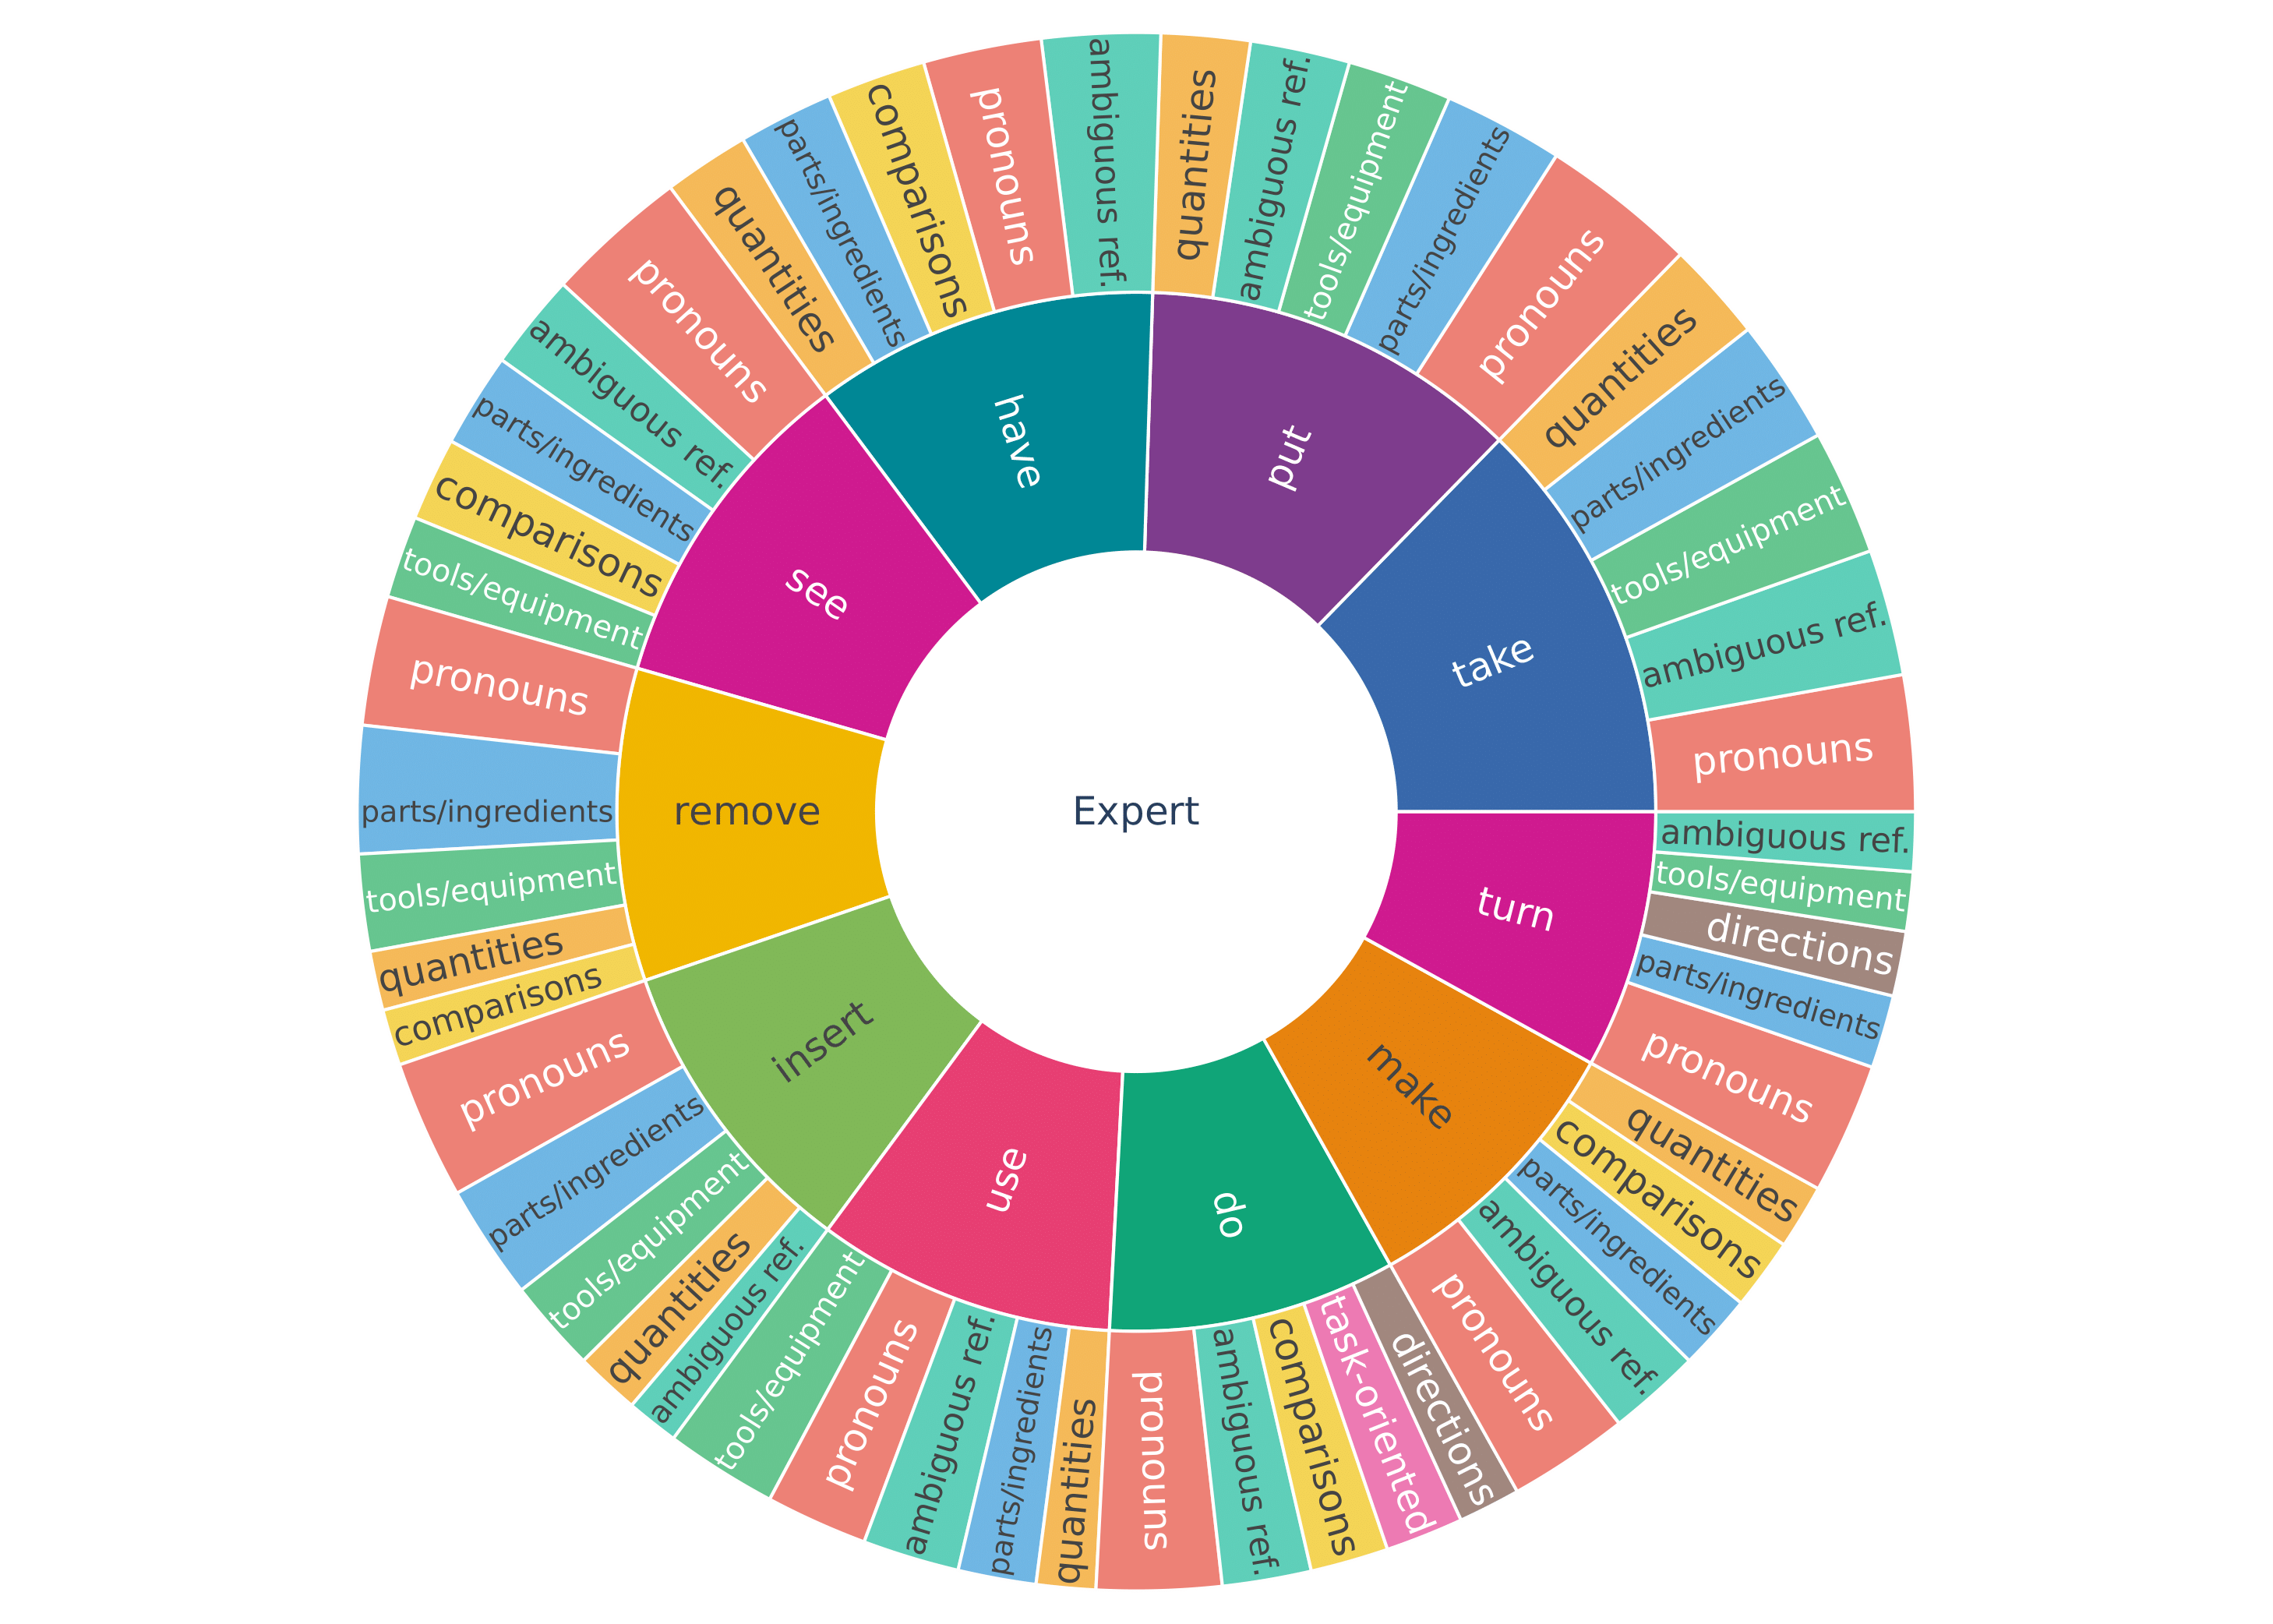 Expert
take
pronouns
ambiguous ref.
tools/equipment
parts/ingredients
quantities
put
pronouns
parts/ingredients
tools/equipment
ambiguous ref.
quantities
have
ambiguous ref.
pronouns
comparisons
parts/ingredients
quantities
see
pronouns
ambiguous ref.
parts/ingredients
comparisons
tools/equipment
remove
pronouns
parts/ingredients
tools/equipment
quantities
comparisons
insert
pronouns
parts/ingredients
tools/equipment
quantities
ambiguous ref.
use
tools/equipment
pronouns
ambiguous ref.
parts/ingredients
quantities
do
pronouns
ambiguous ref.
comparisons
task-oriented
directions
make
pronouns
ambiguous ref.
parts/ingredients
comparisons
quantities
turn
pronouns
parts/ingredients
directions
tools/equipment
ambiguous ref.